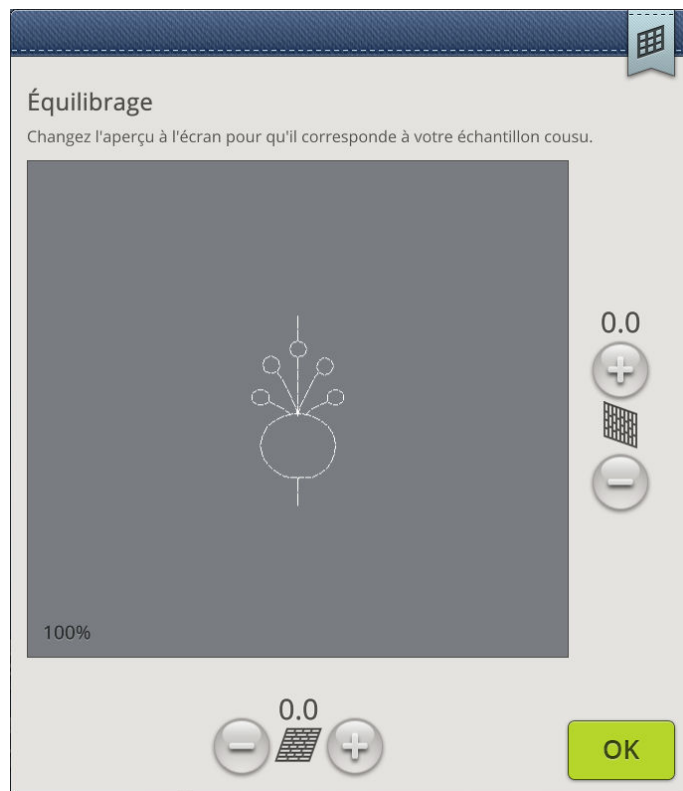 Équilibrage
Changez l'aperçu à l'écran pour qu'il corresponde à votre échantillon cousu.
0.0
100%
0.0
OK